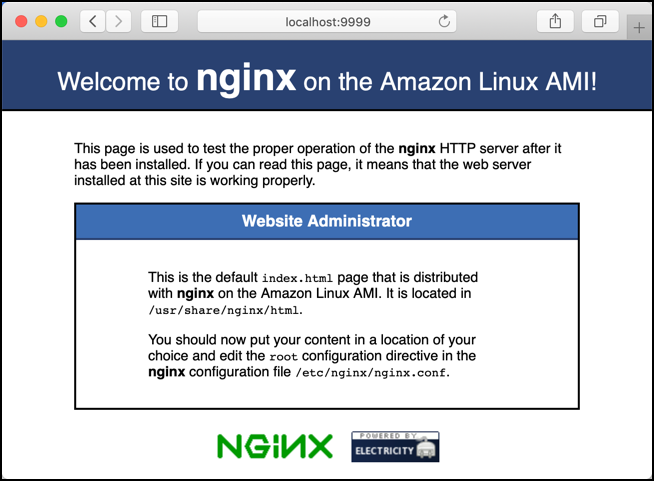 localhost:9999
Welcome to nginx on the Amazon Linux AMI!
This page is used to test the proper operation of the nginx HTTP server after it
has been installed. If you can read this page, it means that the web server
installed at this site is working properly.
Website Administrator
This is the default index.html page that is distributed
with nginx on the Amazon Linux AMI. It is located in
/usr/share/nginx/html.
You should now put your content in a location of your
choice and edit the root configuration directive in the
nginx configuration file /etc/nginx/nginx.conf.
NGiNX
POWERED BY
ELECTRICITY